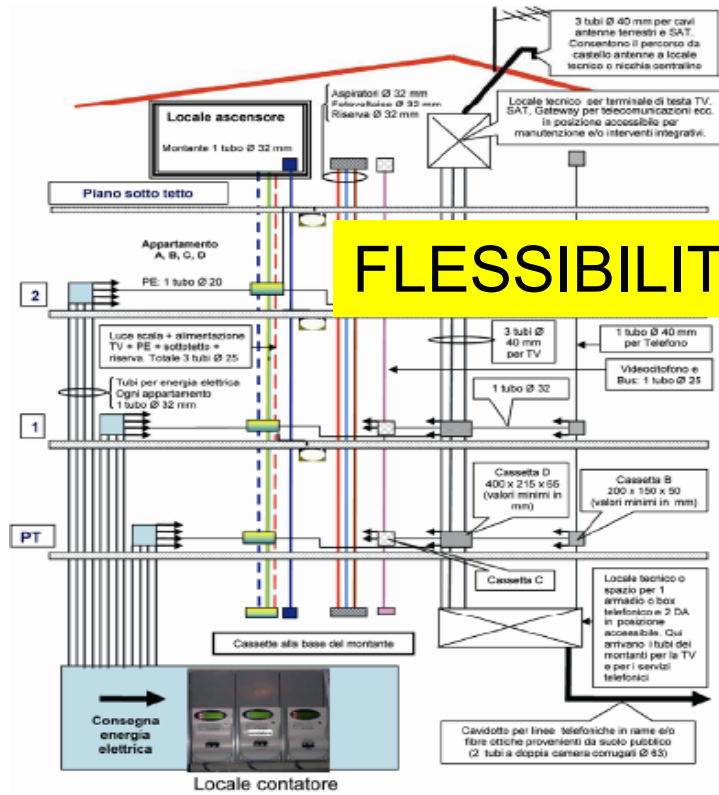 3 tubi Ø 40 mm per cavi
antenne terrestri e SAT.
Consentono il percorso da
castello antenne a locale
tecnico o nicchia centralino
Aspiratori Ø 32 mm
Ø 32 mm
Riserva Ø 32 mm
Locale tecnico per terminale di testa TV.
SAT, Gateway per telecomunicazioni ecc.
in posizione accessibile per
manutenzione e/o interventi integrativi.
Locale ascensore
Montante 1 tubo Ø 32 mm
Piano sotto tetto
Appartamento
A, B, C, D
FLESSIBILIT
2
PE: 1 tubo Ø 20
Luce scala + alimentazione
TV + PE + sottotetto +
riserva. Totale 3 tubi Ø 25
3 tubi Ø
40 mm
per TV
1 tubo Ø 40 mm
per Telefono
Videocitofono e
Bus: 1 tubo Ø 25
Tubi per energia elettrica
Ogni appartamento
1 tubo Ø 32 mm
1 tubo Ø 32
1
Cassetta D
400 x 215 x 65
(valori minimi in
mm)
Cassetta B
200 x 150 x 50
(valori minimi in mm)
PT
Cassetta C
Locale tecnico o
spazio per 1
armadio o box
telefonico e 2 DA
in posizione
accessibile. Qui
arrivano i tubi dei
montanti per la TV
e per i servizi
telefonici
Cassette alla base del montante
Consegna
energia
elettrica
Cavidotto per linee telefoniche in rame e/o
fibre ottiche provenienti da suolo pubblico
(2 tubi a doppia camera corrugati Ø 63)
Locale contatore